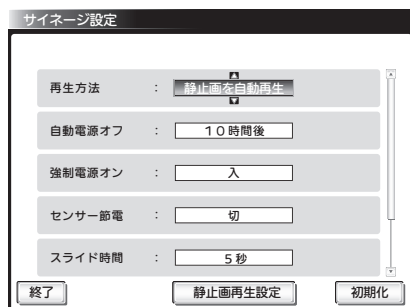 サイネージ設定
再生方法 : 静止画を自動再生
自動電源オフ : 10時間後
強制電源オン : 入
センサー節電 : 切
スライド時間 : 5秒
終了 静止画再生設定 初期化